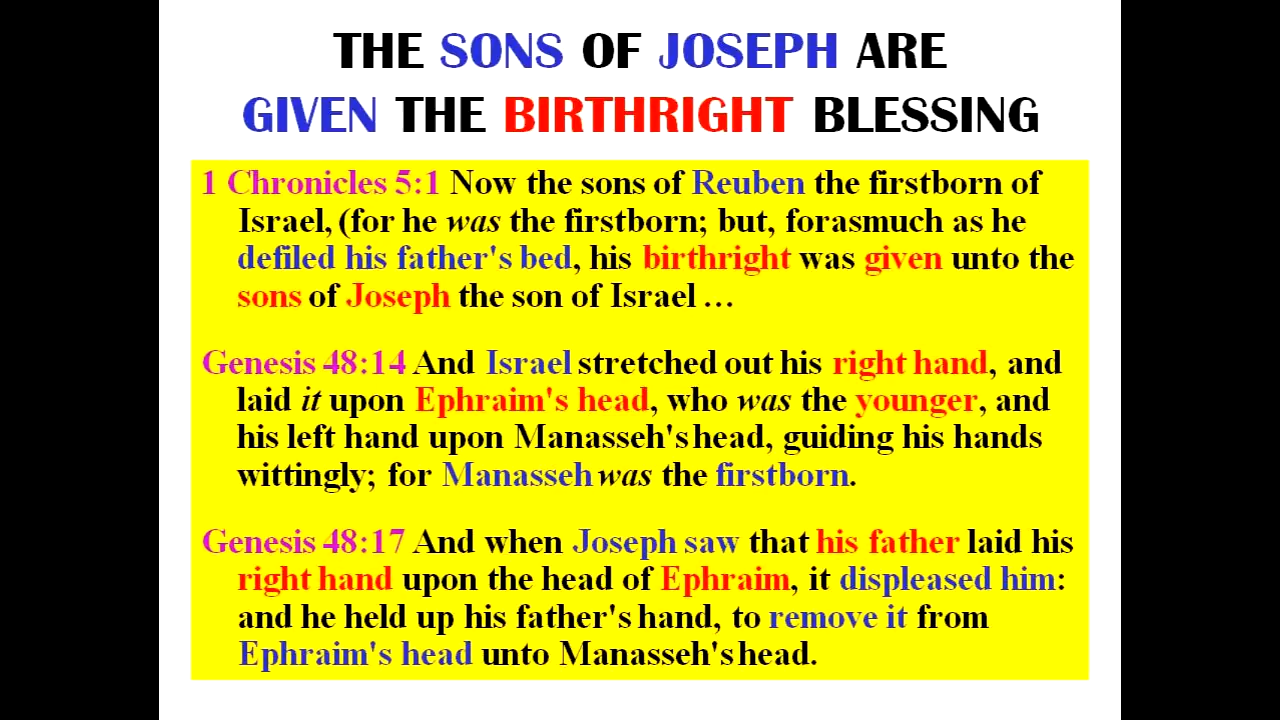 THE SONS OF JOSEPH ARE
GIVEN THE BIRTHRIGHT BLESSING
1 Chronicles 5:1 Now the sons of Reuben the firstborn of
Israel, (for he was the firstborn; but, forasmuch as he
defiled his father's bed, his birthright was given unto the
sons of Joseph the son of Israel …
Genesis 48:14 And Israel stretched out his right hand, and
laid it upon Ephraim's head, who was the younger, and
his left hand upon Manasseh's head, guiding his hands
wittingly; for Manasseh was the firstborn.
Genesis 48:17 And when Joseph saw that his father laid his
right hand upon the head of Ephraim, it displeased him:
and he held up his father's hand, to remove it from
Ephraim's head unto Manasseh's head.